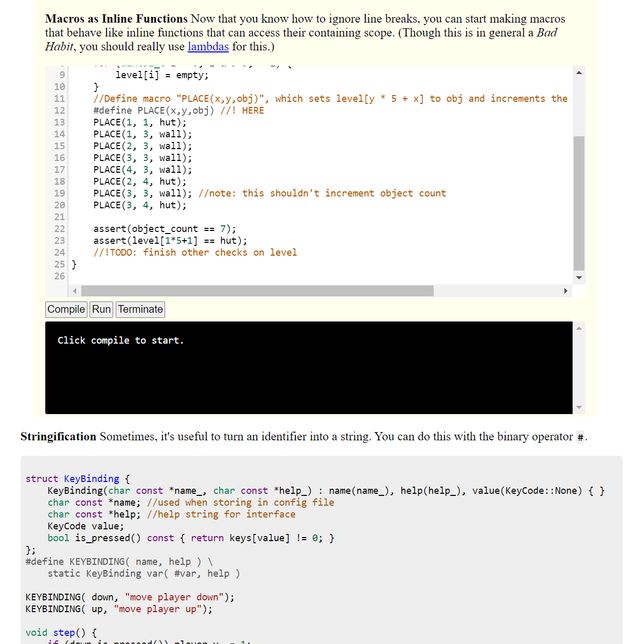 Macros as Inline Functions Now that you know how to ignore line breaks, you can start making macros
that behave like inline functions that can access their containing scope. (Though this is in general a Bad
Habit, you should really use lambdas for this.)
9 level[i] = empty;
10 }
11 //Define macro "PLACE(x,y,obj)", which sets level[y * 5 + x] to obj and increments the
12 #define PLACE(x,y,obj) //! HERE
13 PLACE(1, 1, hut);
14 PLACE(1, 3, wall);
15 PLACE(2, 3, wall);
16 PLACE(3, 3, wall);
17 PLACE(4, 3, wall);
18 PLACE(2, 4, hut);
19 PLACE(3, 3, wall); //note: this shouldn't increment object count
20 PLACE(3, 4, hut);
21
22 assert(object_count == 7);
23 assert(level[1*5+1] == hut);
24 //!TODO: finish other checks on level
25 }
26
Compile Run Terminate
Click compile to start.
Stringification Sometimes, it's useful to turn an identifier into a string. You can do this with the binary operator #.
struct KeyBinding {
KeyBinding(char const *name_, char const *help_) : name(name_), help(help_), value(KeyCode::None) { }
char const *name; //used when storing in config file
char const *help; //help string for interface
KeyCode value;
bool is_pressed() const { return keys[value] != 0; }
};
#define KEYBINDING( name, help ) \
static KeyBinding var( #var, help )
KEYBINDING( down, "move player down");
KEYBINDING( up, "move player up");
void step() {